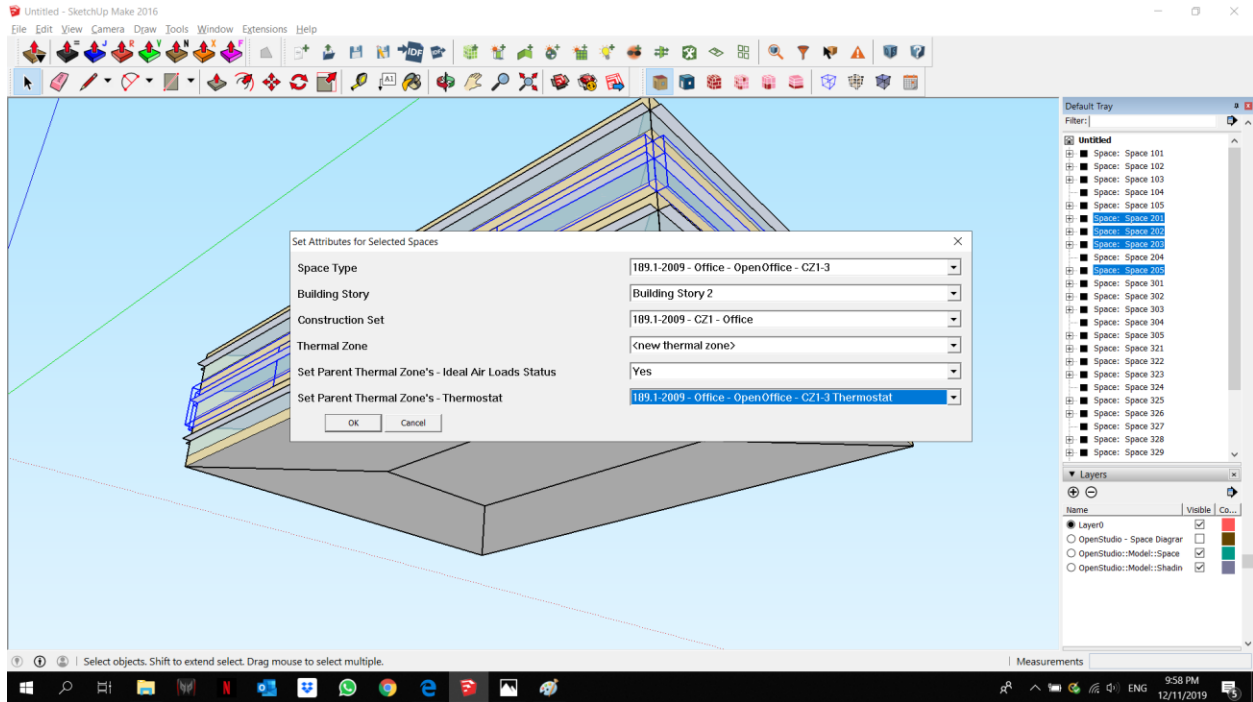 Untitled - SketchUp Make 2016
File Edit View Camera Draw Tools Window Extensions Help
Default Tray
Filter:
Untitled
Space: Space 101
Space: Space 102
Space: Space 103
Space: Space 104
Space: Space 105
Space: Space 201
Space: Space 202
Space: Space 203
Space: Space 204
Space: Space 205
Space: Space 301
Space: Space 302
Space: Space 303
Space: Space 304
Space: Space 305
Space: Space 321
Space: Space 322
Space: Space 323
Space: Space 324
Space: Space 325
Space: Space 326
Space: Space 327
Space: Space 328
Space: Space 329
Set Attributes for Selected Spaces
Space Type 189.1-2009 - Office - OpenOffice - CZ1-3
Building Story Building Story 2
Construction Set 189.1-2009 - CZ1 - Office
Thermal Zone <new thermal zone>
Set Parent Thermal Zone's - Ideal Air Loads Status Yes
Set Parent Thermal Zone's - Thermostat 189.1-2009 - Office - OpenOffice - CZ1-3 Thermostat
OK Cancel
Layers
Name Visible Co...
Layer0
OpenStudio - Space Diagrar
OpenStudio::Model::Space
OpenStudio::Model::Shadin
Select objects. Shift to extend select. Drag mouse to select multiple.
Measurements
ENG
9:58 PM
12/11/2019
5